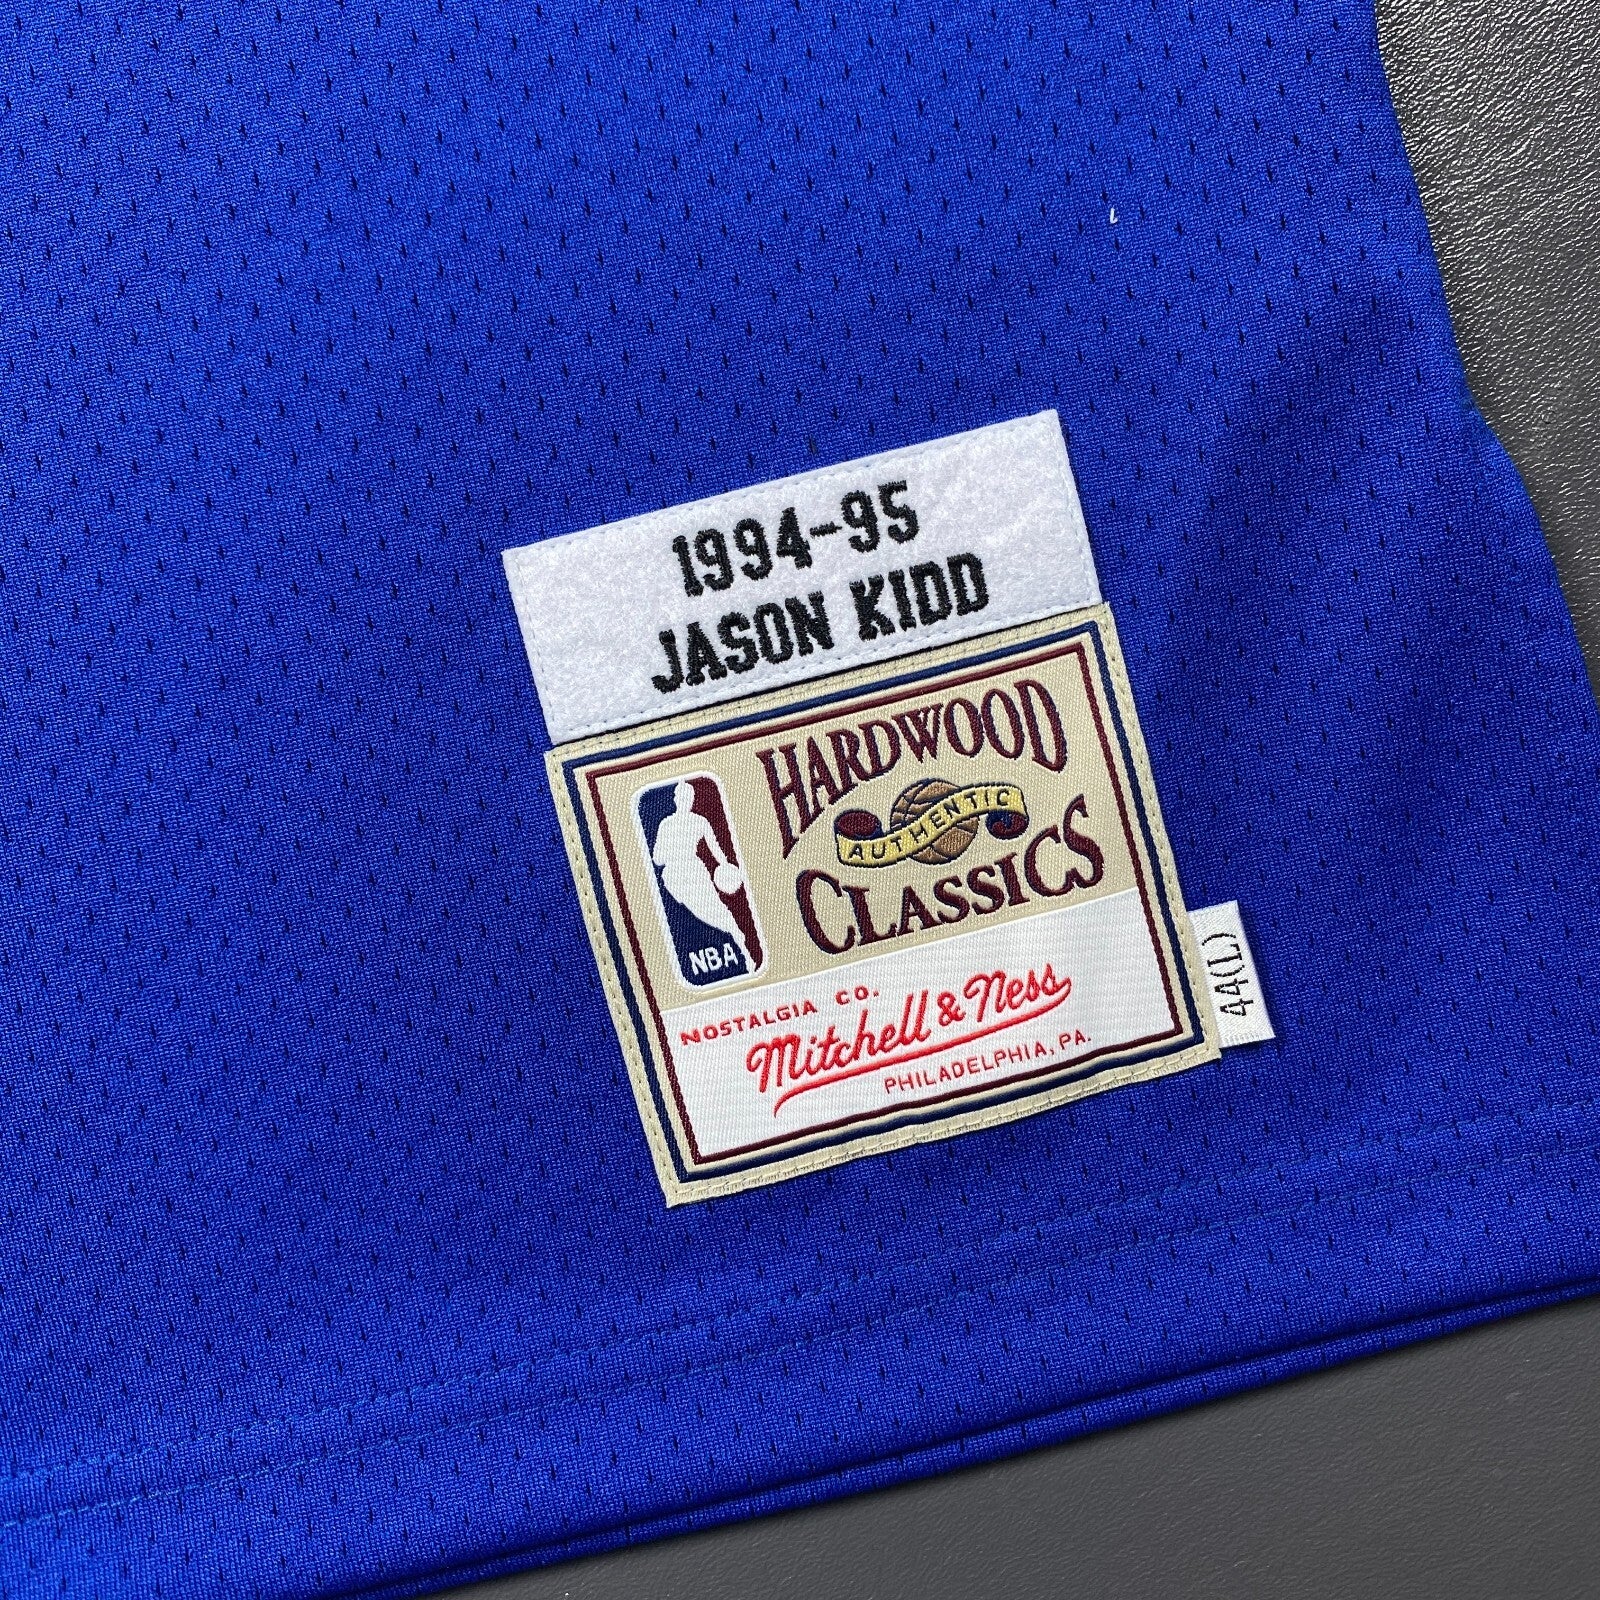 1994-95
JASON KIDD
HARDWOOD
AUTHENTIC
CLASSICS
NBA
NOSTALGIA CO.
Mitchell & Ness
PHILADELPHIA, PA.
44(L)